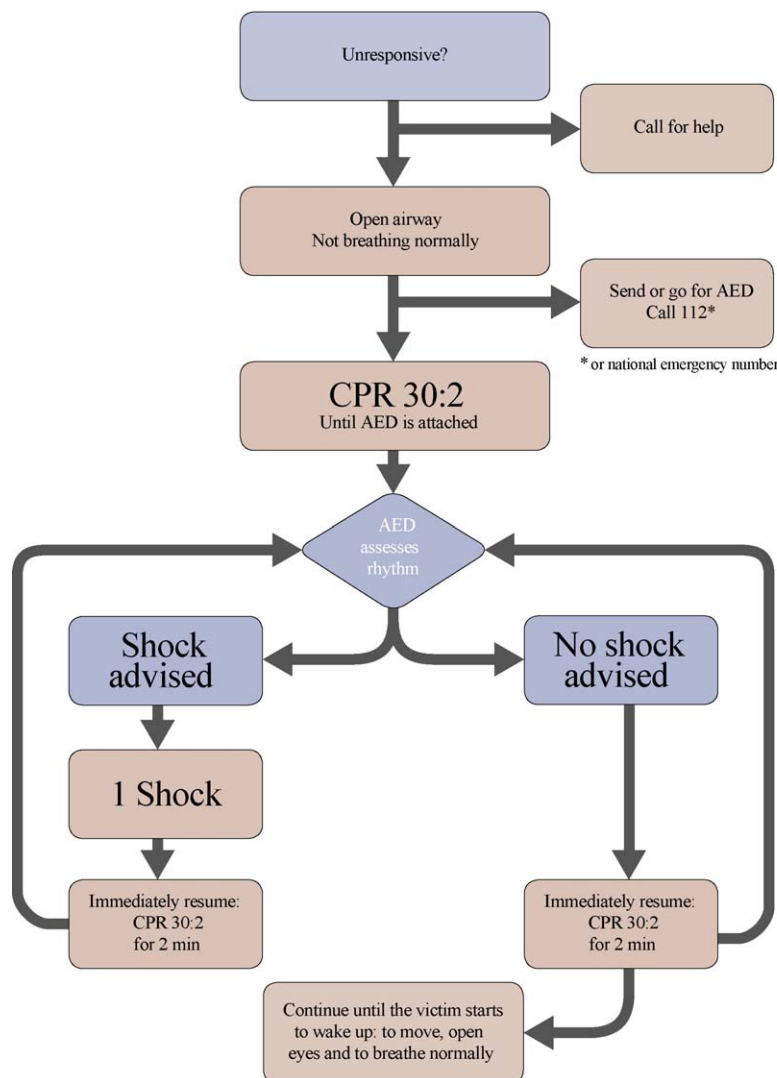 Unresponsive?
Call for help
Open airway
Not breathing normally
Send or go for AED
Call 112*
* or national emergency number
CPR 30:2
Until AED is attached
AED
assesses
rhythm
Shock
advised
No shock
advised
1 Shock
Immediately resume:
CPR 30:2
for 2 min
Immediately resume:
CPR 30:2
for 2 min
Continue until the victim starts
to wake up: to move, open
eyes and to breathe normally